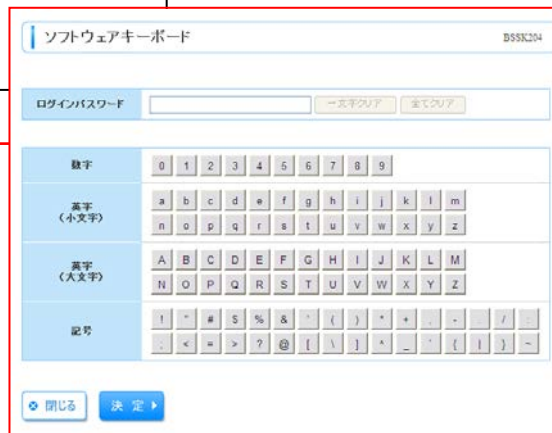 ソフトウェアキーボード BSSK204
ログインパスワード 一文字クリア 全てクリア
数字 0 1 2 3 4 5 6 7 8 9
英字
（小文字）
a b c d e f g h i j k l m
n o p q r s t u v w x y z
英字
（大文字）
A B C D E F G H I J K L M
N O P Q R S T U V W X Y Z
記号
! " # $ % & ' ( ) * + , - . / :
; < = > ? @ [ \ ] ^ _ ` { | } ~
閉じる 決 定